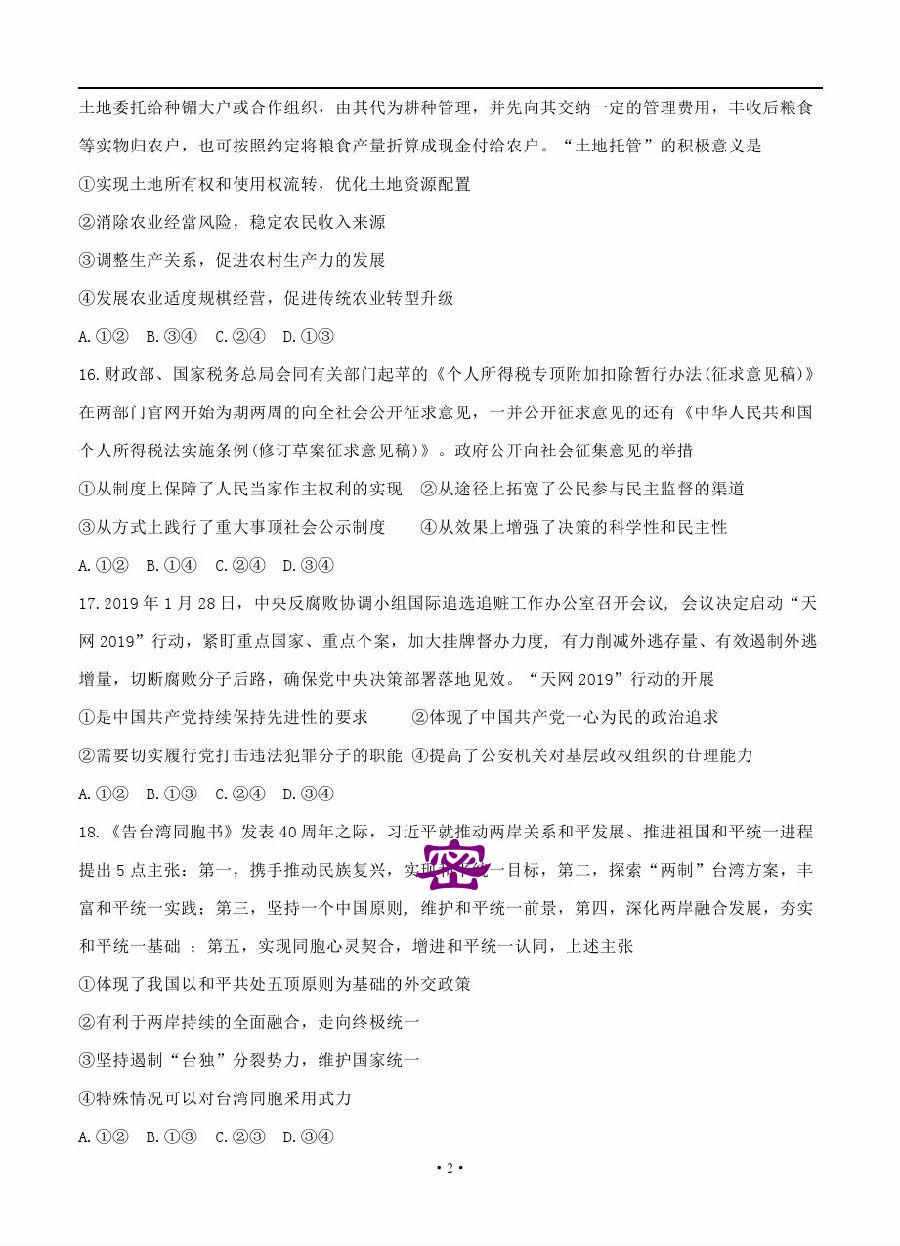 土地委托给种镅大户或合作组织，由其代为耕种管理，并先向其交纳一定的管理费用，丰收后粮食
等实物归农户，也可按照约定将粮食产量折算成现金付给农户。“土地托管”的积极意义是
①实现土地所有权和使用权流转，优化土地资源配置
②消除农业经营风险，稳定农民收入来源
③调整生产关系，促进农村生产力的发展
④发展农业适度规棋经营，促进传统农业转型升级
A.①② B.③④ C.②④ D.①③
16.财政部、国家税务总局会同有关部门起苹的《个人所得税专项附加扣除暂行办法(征求意见稿)》
在两部门官网开始为期两周的向全社会公开征求意见，一并公开征求意见的还有《中华人民共和国
个人所得税法实施条例(修订草案征求意见稿)》。政府公开向社会征集意见的举措
①从制度上保障了人民当家作主权利的实现 ②从途径上拓宽了公民参与民主监督的渠道
③从方式上践行了重大事顶社会公示制度 ④从效果上增强了决策的科学性和民主性
A.①② B.①④ C.②④ D.③④
17.2019年1月28日，中央反腐败协调小组国际追选追赃工作办公室召开会议，会议决定启动“天
网2019”行动，紧盯重点国家、重点个案，加大挂牌督办力度，有力削减外逃存量、有效遏制外逃
增量，切断腐败分子后路，确保党中央决策部署落地见效。“天网2019”行动的开展
①是中国共产党持续保持先进性的要求 ②体现了中国共产党一心为民的政治追求
②需要切实履行党打击违法犯罪分子的职能 ④提高了公安机关对基层政权组织的管理能力
A.①② B.①③ C.②④ D.③④
18.《告台湾同胞书》发表40周年之际，习近平就推动两岸关系和平发展、推进祖国和平统一进程
提出5点主张：第一，携手推动民族复兴，实现 一目标，第二，探索“两制”台湾方案，丰
富和平统一实践；第三，坚持一个中国原则，维护和平统一前景，第四，深化两岸融合发展，夯实
和平统一基础 ；第五，实现同胞心灵契合，增进和平统一认同，上述主张
①体现了我国以和平共处五顶原则为基础的外交政策
②有利于两岸持续的全面融合，走向终极统一
③坚持遏制“台独”分裂势力，维护国家统一
④特殊情况可以对台湾同胞采用武力
A.①② B.①③ C.②③ D.③④
密
·2·